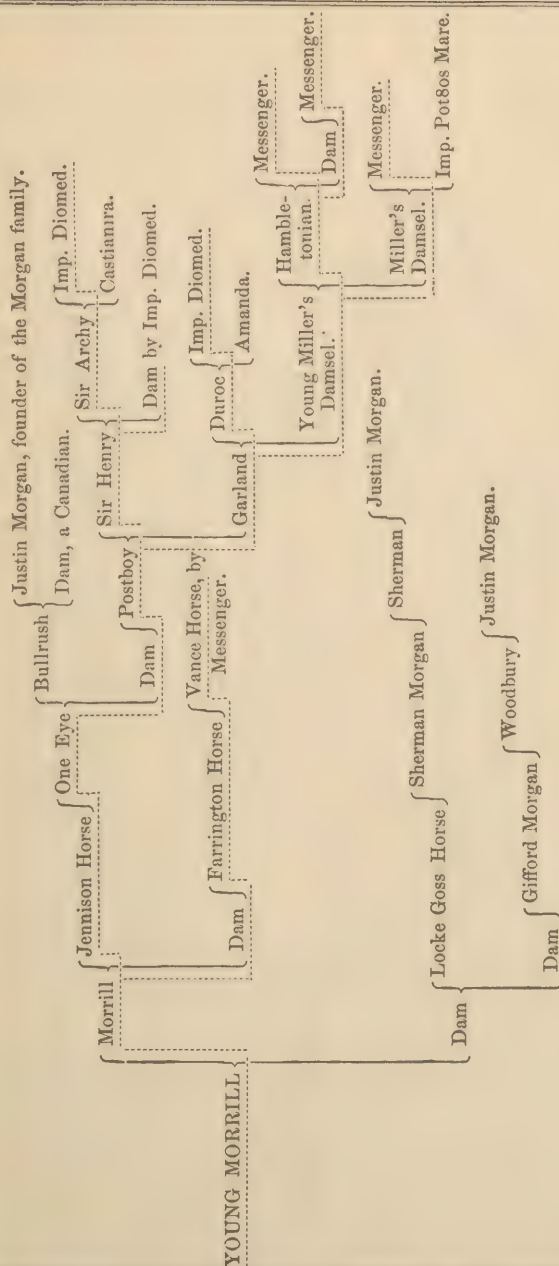 YOUNG MORRILL
Morrill
Jennison Horse
One Eye
Bullrush
Justin Morgan, founder of the Morgan family.
Dam, a Canadian.
Dam
Postboy
Sir Henry
Sir Archy
Imp. Diomed.
Castianira.
Dam by Imp. Diomed.
Garland
Duroc
Imp. Diomed.
Amanda.
Young Miller's
Damsel.
Hamble-
tonian.
Messenger.
Dam
Messenger.
Miller's
Damsel.
Messenger.
Imp. Pot8os Mare.
Dam
Farrington Horse
Vance Horse, by
Messenger.
Dam
Locke Goss Horse
Sherman Morgan
Sherman
Justin Morgan.
Dam
Gifford Morgan
Woodbury
Justin Morgan.